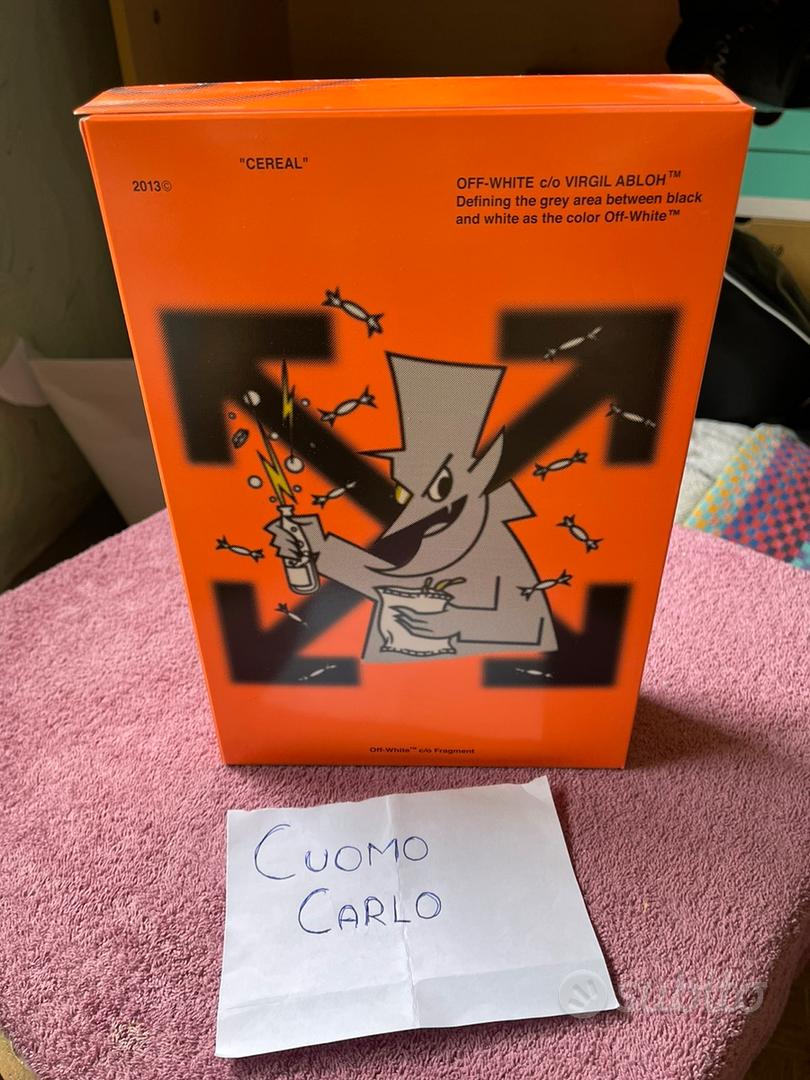 "CEREAL"
2013©
OFF-WHITE c/o VIRGIL ABLOH™
Defining the grey area between black
and white as the color Off-White™
Off-White™ c/o Fragment
CUOMO
CARLO
subito